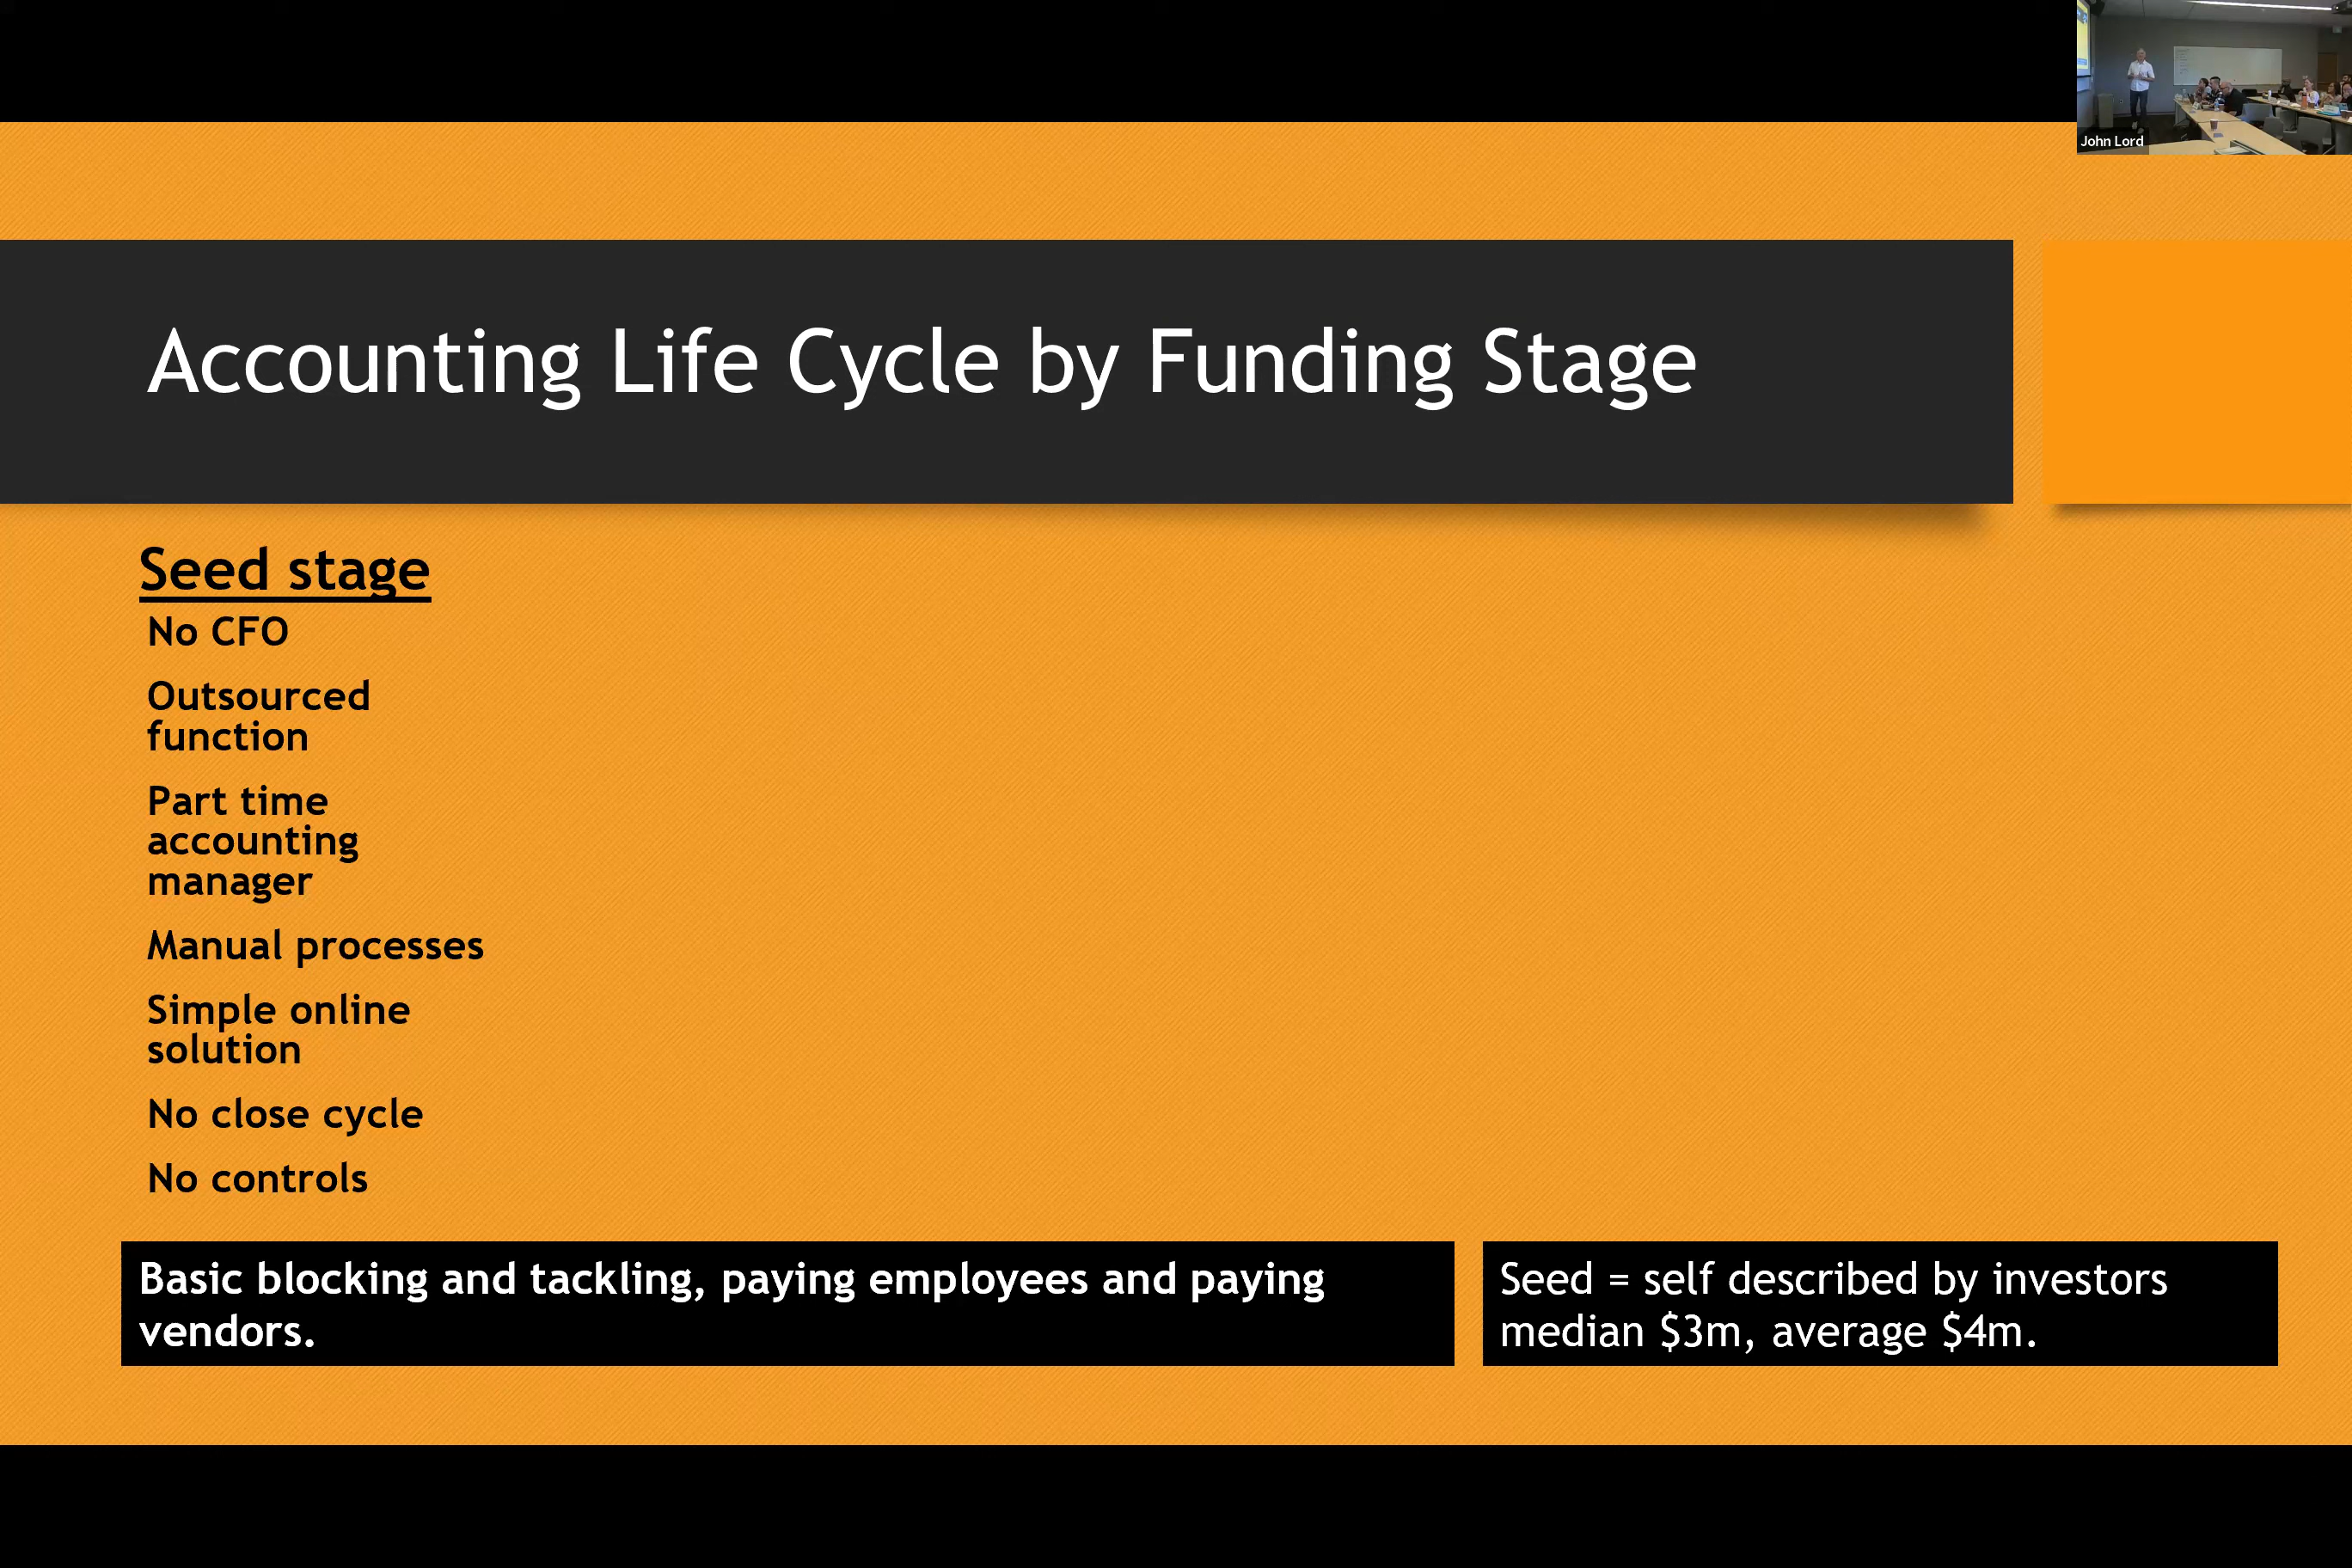 John Lord
Accounting Life Cycle by Funding Stage
Seed stage
No CFO
Outsourced
function
Part time
accounting
manager
Manual processes
Simple online
solution
No close cycle
No controls
Basic blocking and tackling, paying employees and paying
vendors.
Seed = self described by investors
median $3m, average $4m.